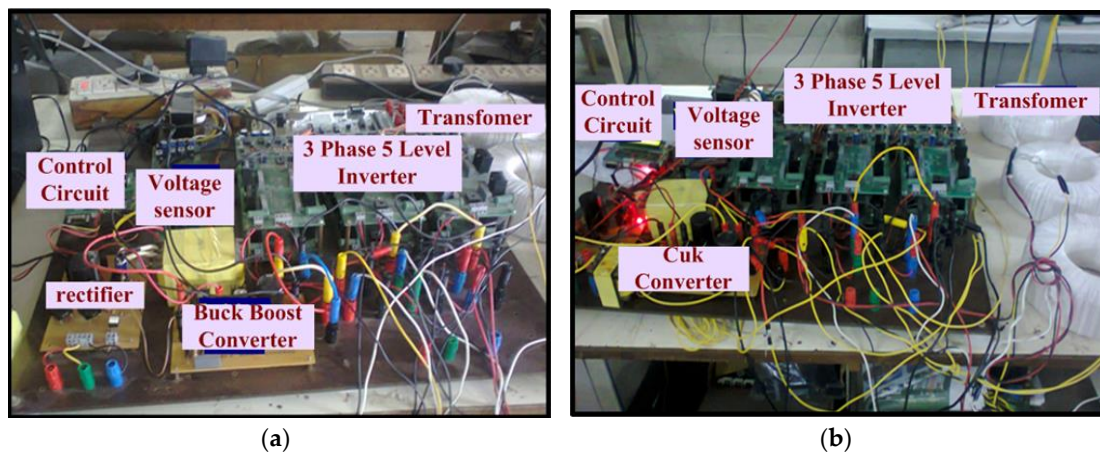 Transfomer
3 Phase 5 Level
Inverter
Control
Circuit
Voltage
sensor
rectifier
Buck Boost
Converter
(a)
3 Phase 5 Level
Inverter
Transfomer
Control
Circuit
Voltage
sensor
Cuk
Converter
(b)